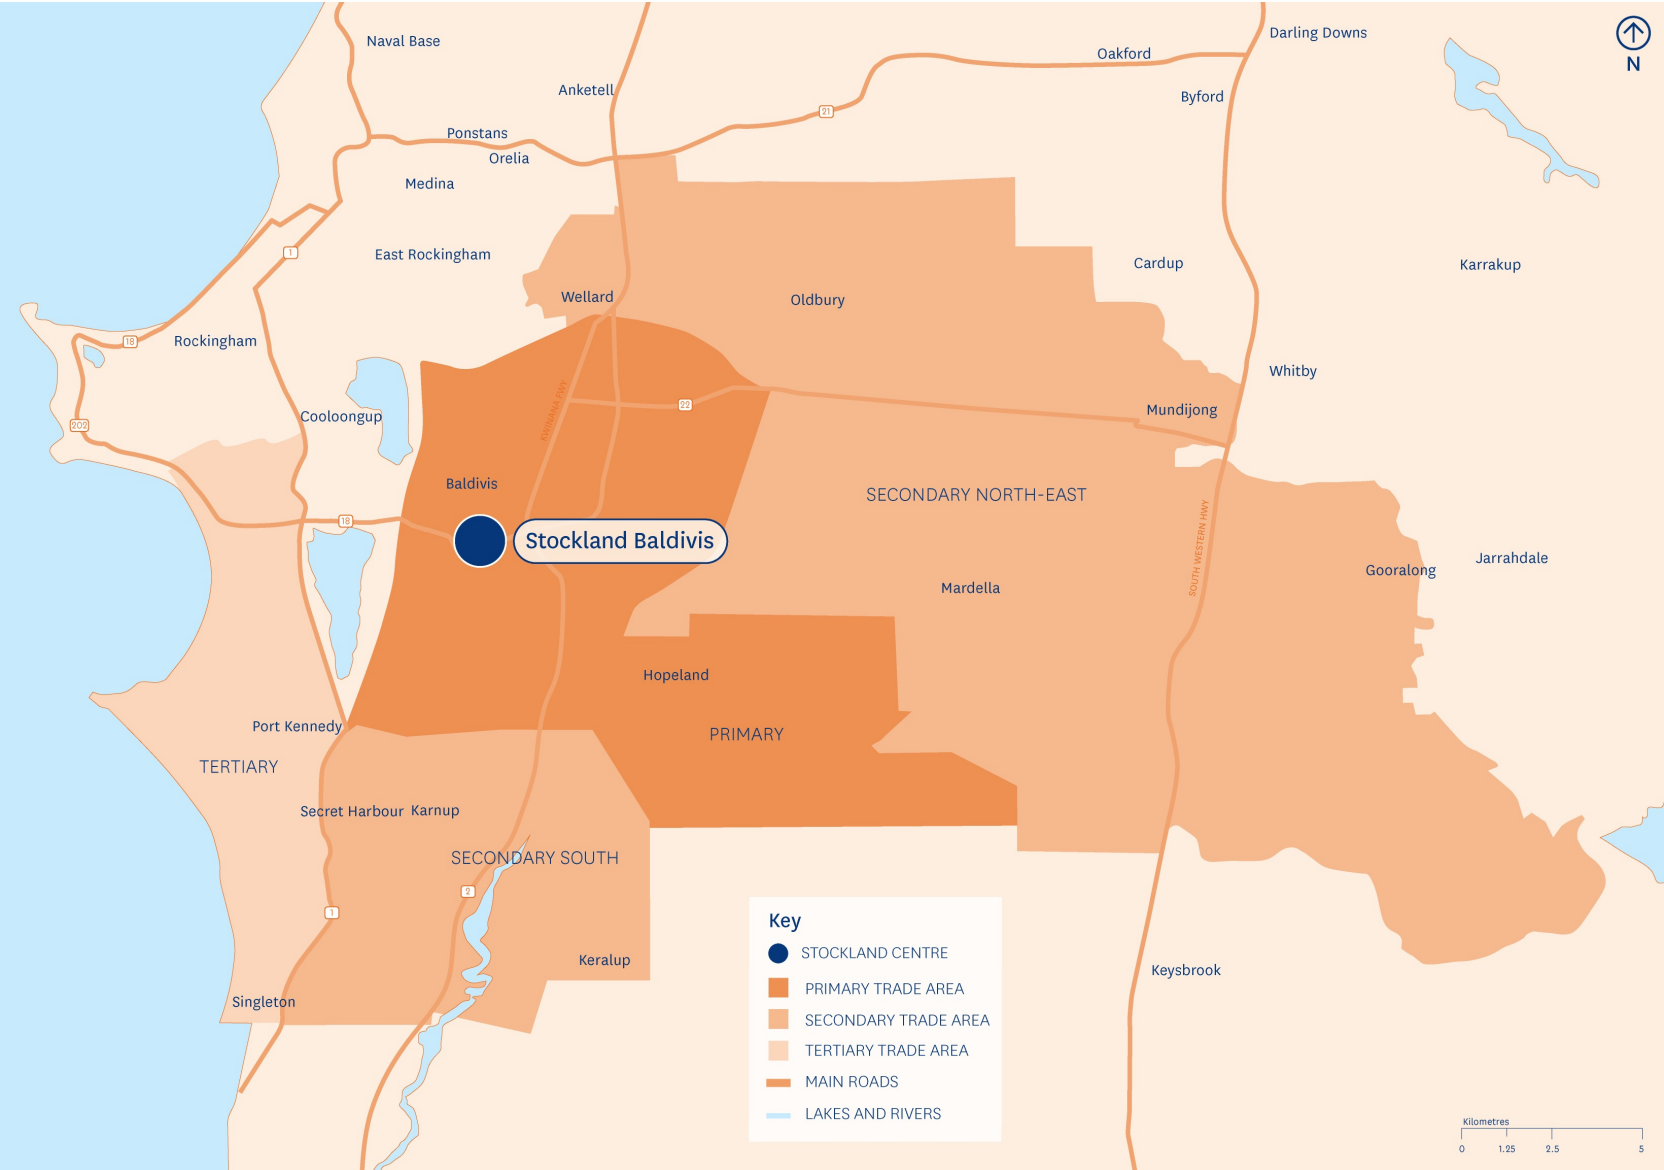 Naval Base
Darling Downs
Oakford
N
Anketell
Byford
21
Ponstans
Orelia
Medina
1
East Rockingham
Cardup
Karrakup
Wellard
Oldbury
18
Rockingham
Whitby
KWINANA FWY
22
Mundijong
Cooloongup
202
Baldivis
SECONDARY NORTH-EAST
18
Stockland Baldivis
SOUTH WESTERN HWY
Jarrahdale
Gooralong
Mardella
Hopeland
Port Kennedy
PRIMARY
TERTIARY
Secret Harbour
Karnup
SECONDARY SOUTH
2
1
Keralup
Keysbrook
Singleton
Key
STOCKLAND CENTRE
PRIMARY TRADE AREA
SECONDARY TRADE AREA
TERTIARY TRADE AREA
MAIN ROADS
LAKES AND RIVERS
Kilometres
0 1.25 2.5 5